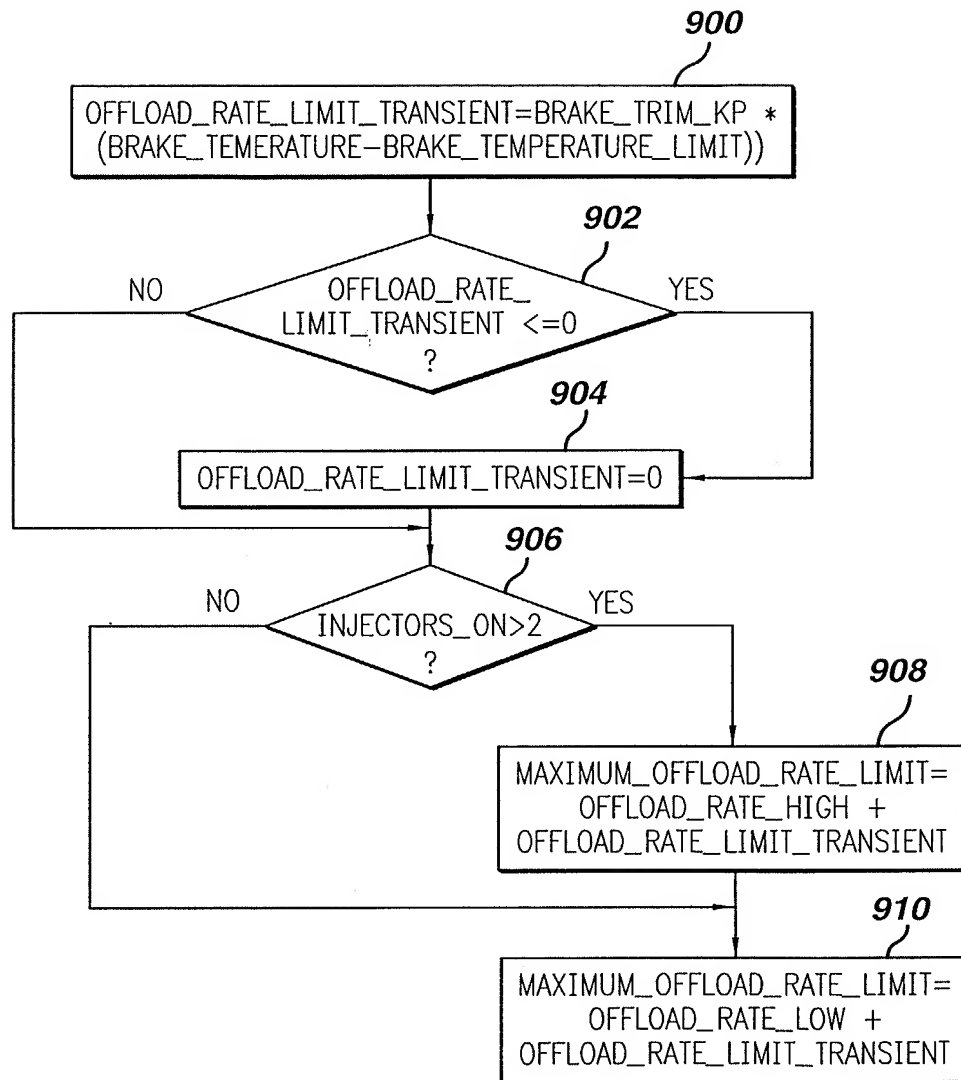 900
OFFLOAD_RATE_LIMIT_TRANSIENT=BRAKE_TRIM_KP *
(BRAKE_TEMERATURE-BRAKE_TEMPERATURE_LIMIT))
902
NO
YES
OFFLOAD_RATE_
LIMIT_TRANSIENT <=0
?
904
OFFLOAD_RATE_LIMIT_TRANSIENT=0
906
NO
YES
INJECTORS_ON>2
?
908
MAXIMUM_OFFLOAD_RATE_LIMIT=
OFFLOAD_RATE_HIGH +
OFFLOAD_RATE_LIMIT_TRANSIENT
910
MAXIMUM_OFFLOAD_RATE_LIMIT=
OFFLOAD_RATE_LOW +
OFFLOAD_RATE_LIMIT_TRANSIENT